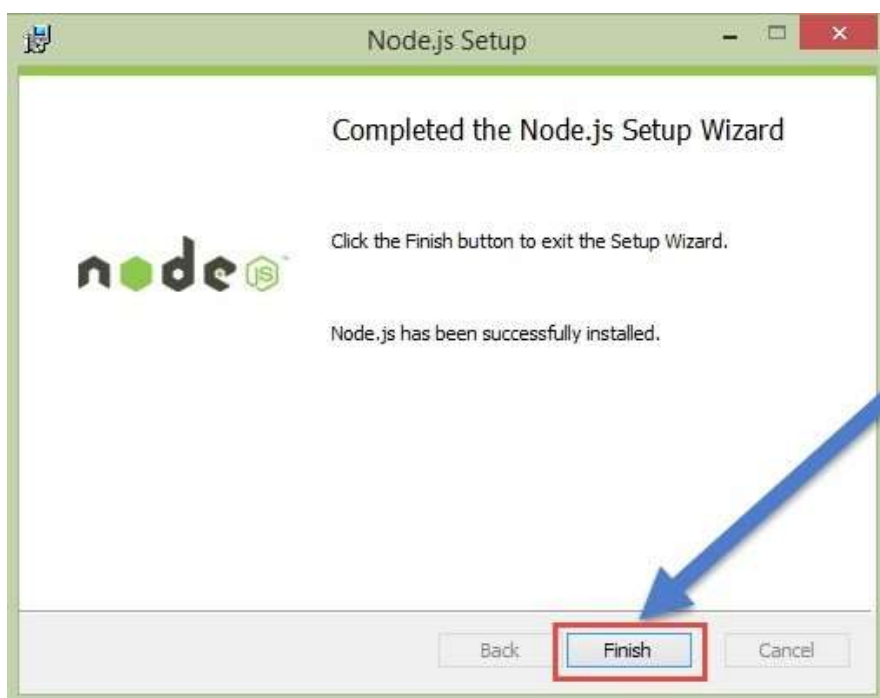 Node.js Setup
Completed the Node.js Setup Wizard
Click the Finish button to exit the Setup Wizard.
node JS™
Node.js has been successfully installed.
Back Finish Cancel